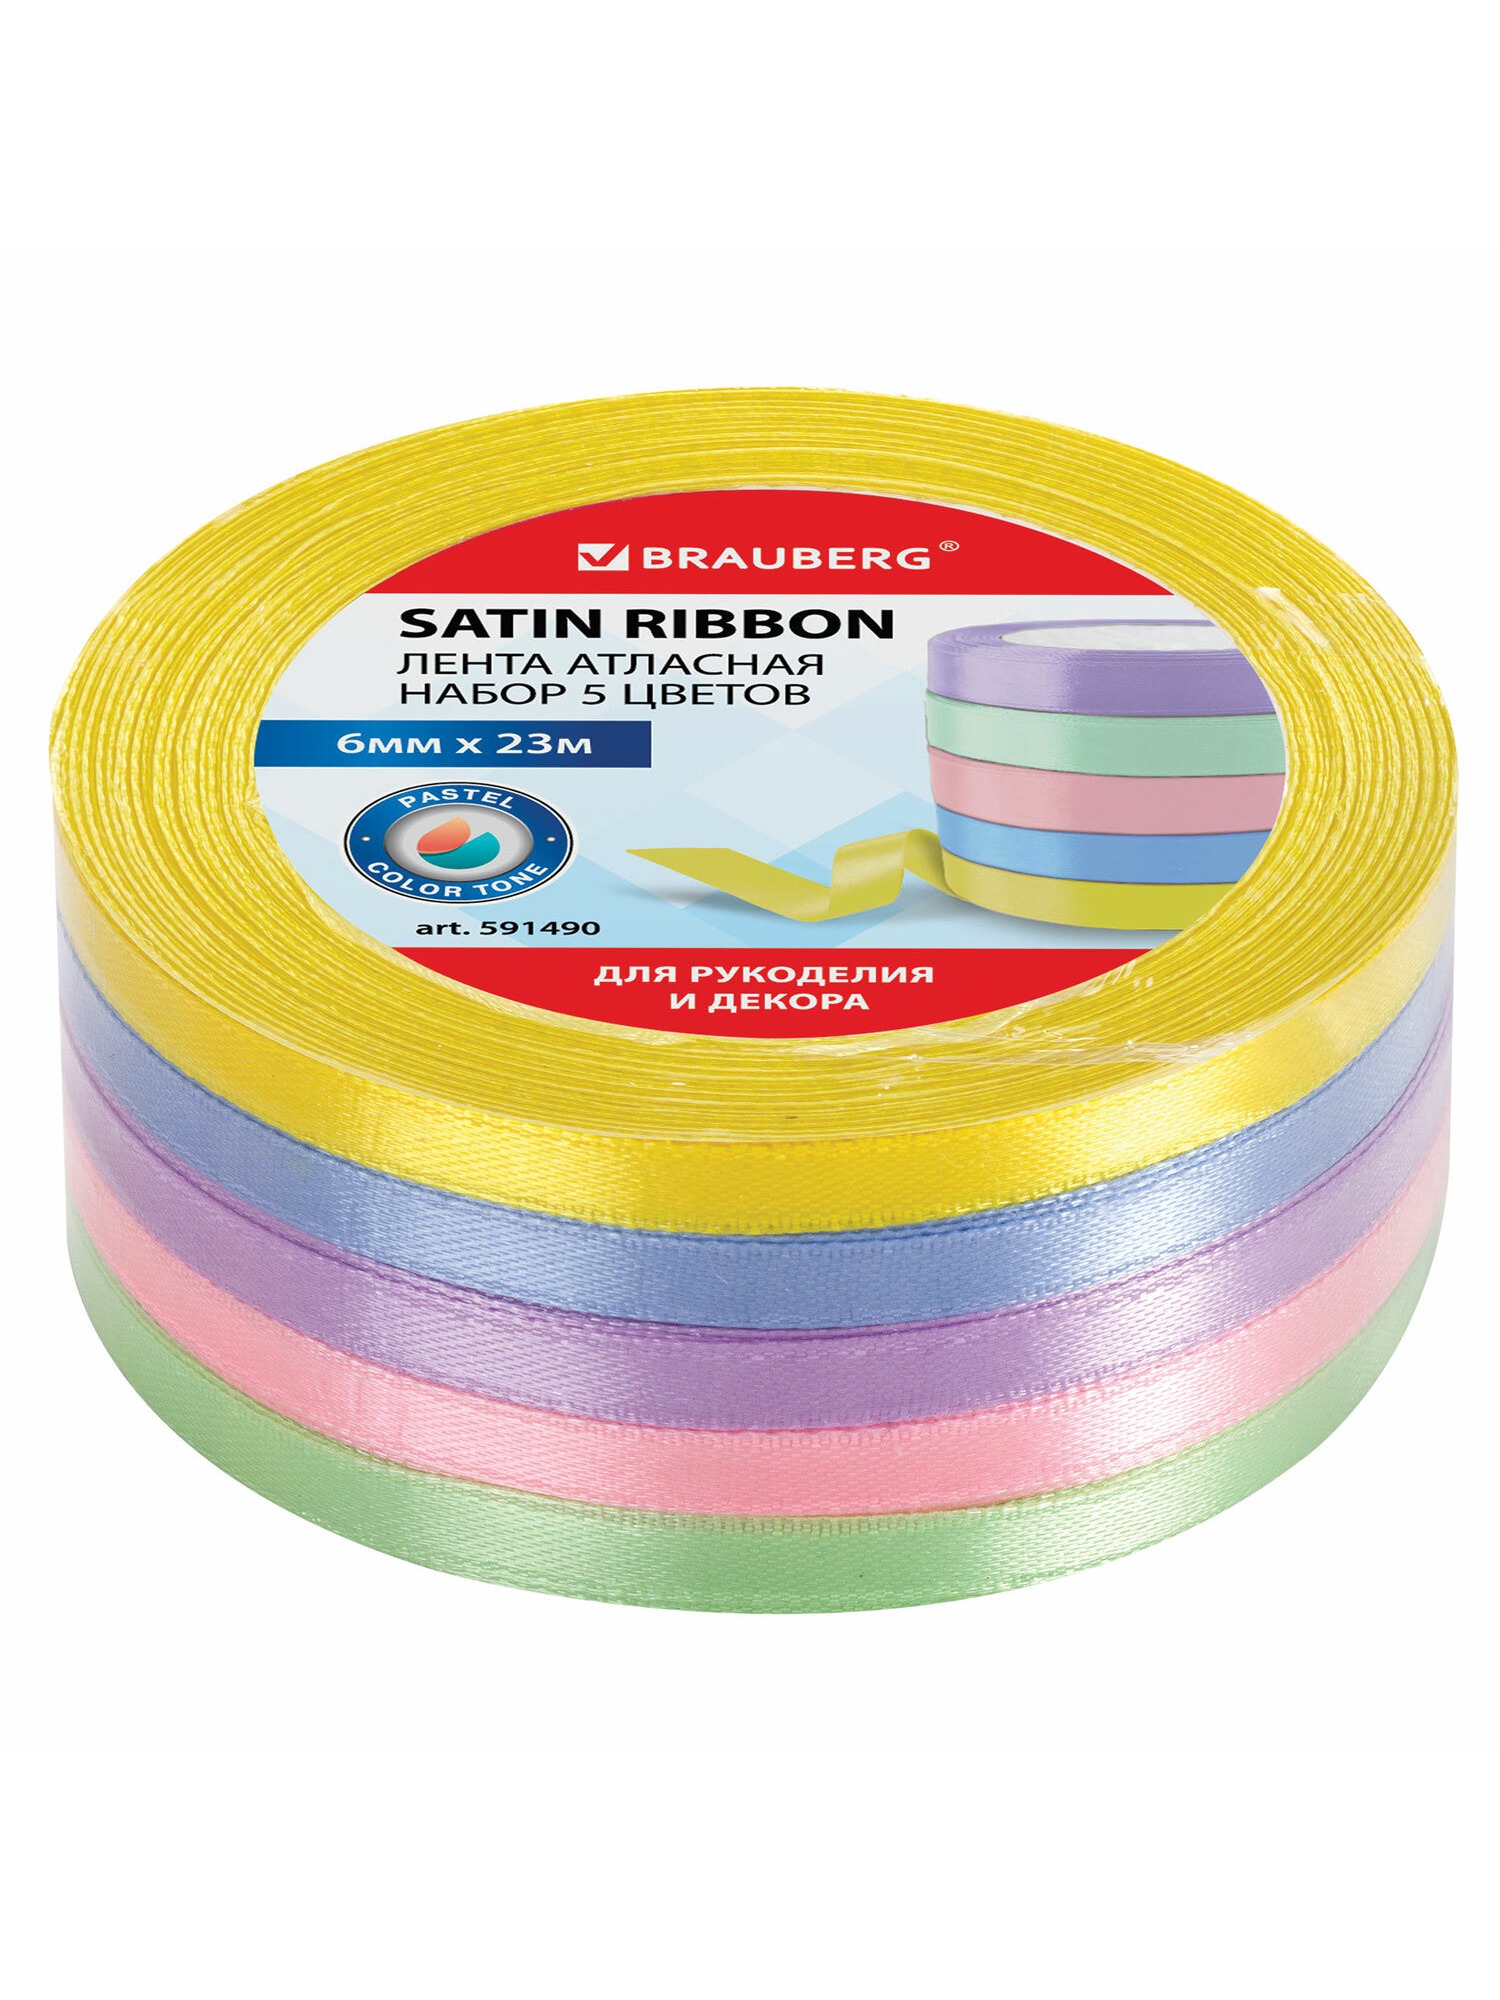 BRAUBERG®
SATIN RIBBON
ЛЕНТА АТЛАСНАЯ
НАБОР 5 ЦВЕТОВ
6мм х 23м
PASTEL
COLOR TONE
art. 591490
ДЛЯ РУКОДЕЛИЯ
И ДЕКОРА